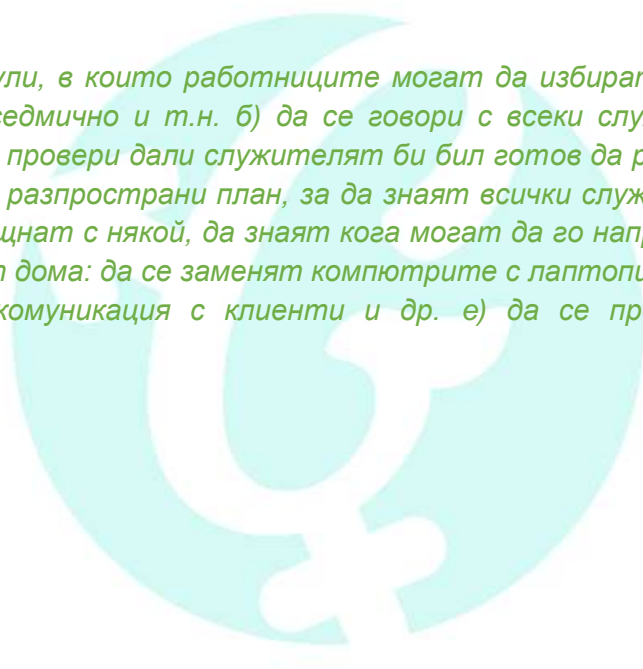 ули, в които работниците могат да избират
седмично и т.н. б) да се говори с всеки слу
провери дали служителят би бил готов да р
разпространи план, за да знаят всички служ
щнат с някой, да знаят кога могат да го нап
дома: да се заменят компютрите с лаптопи
комуникация с клиенти и др. е) да се пр